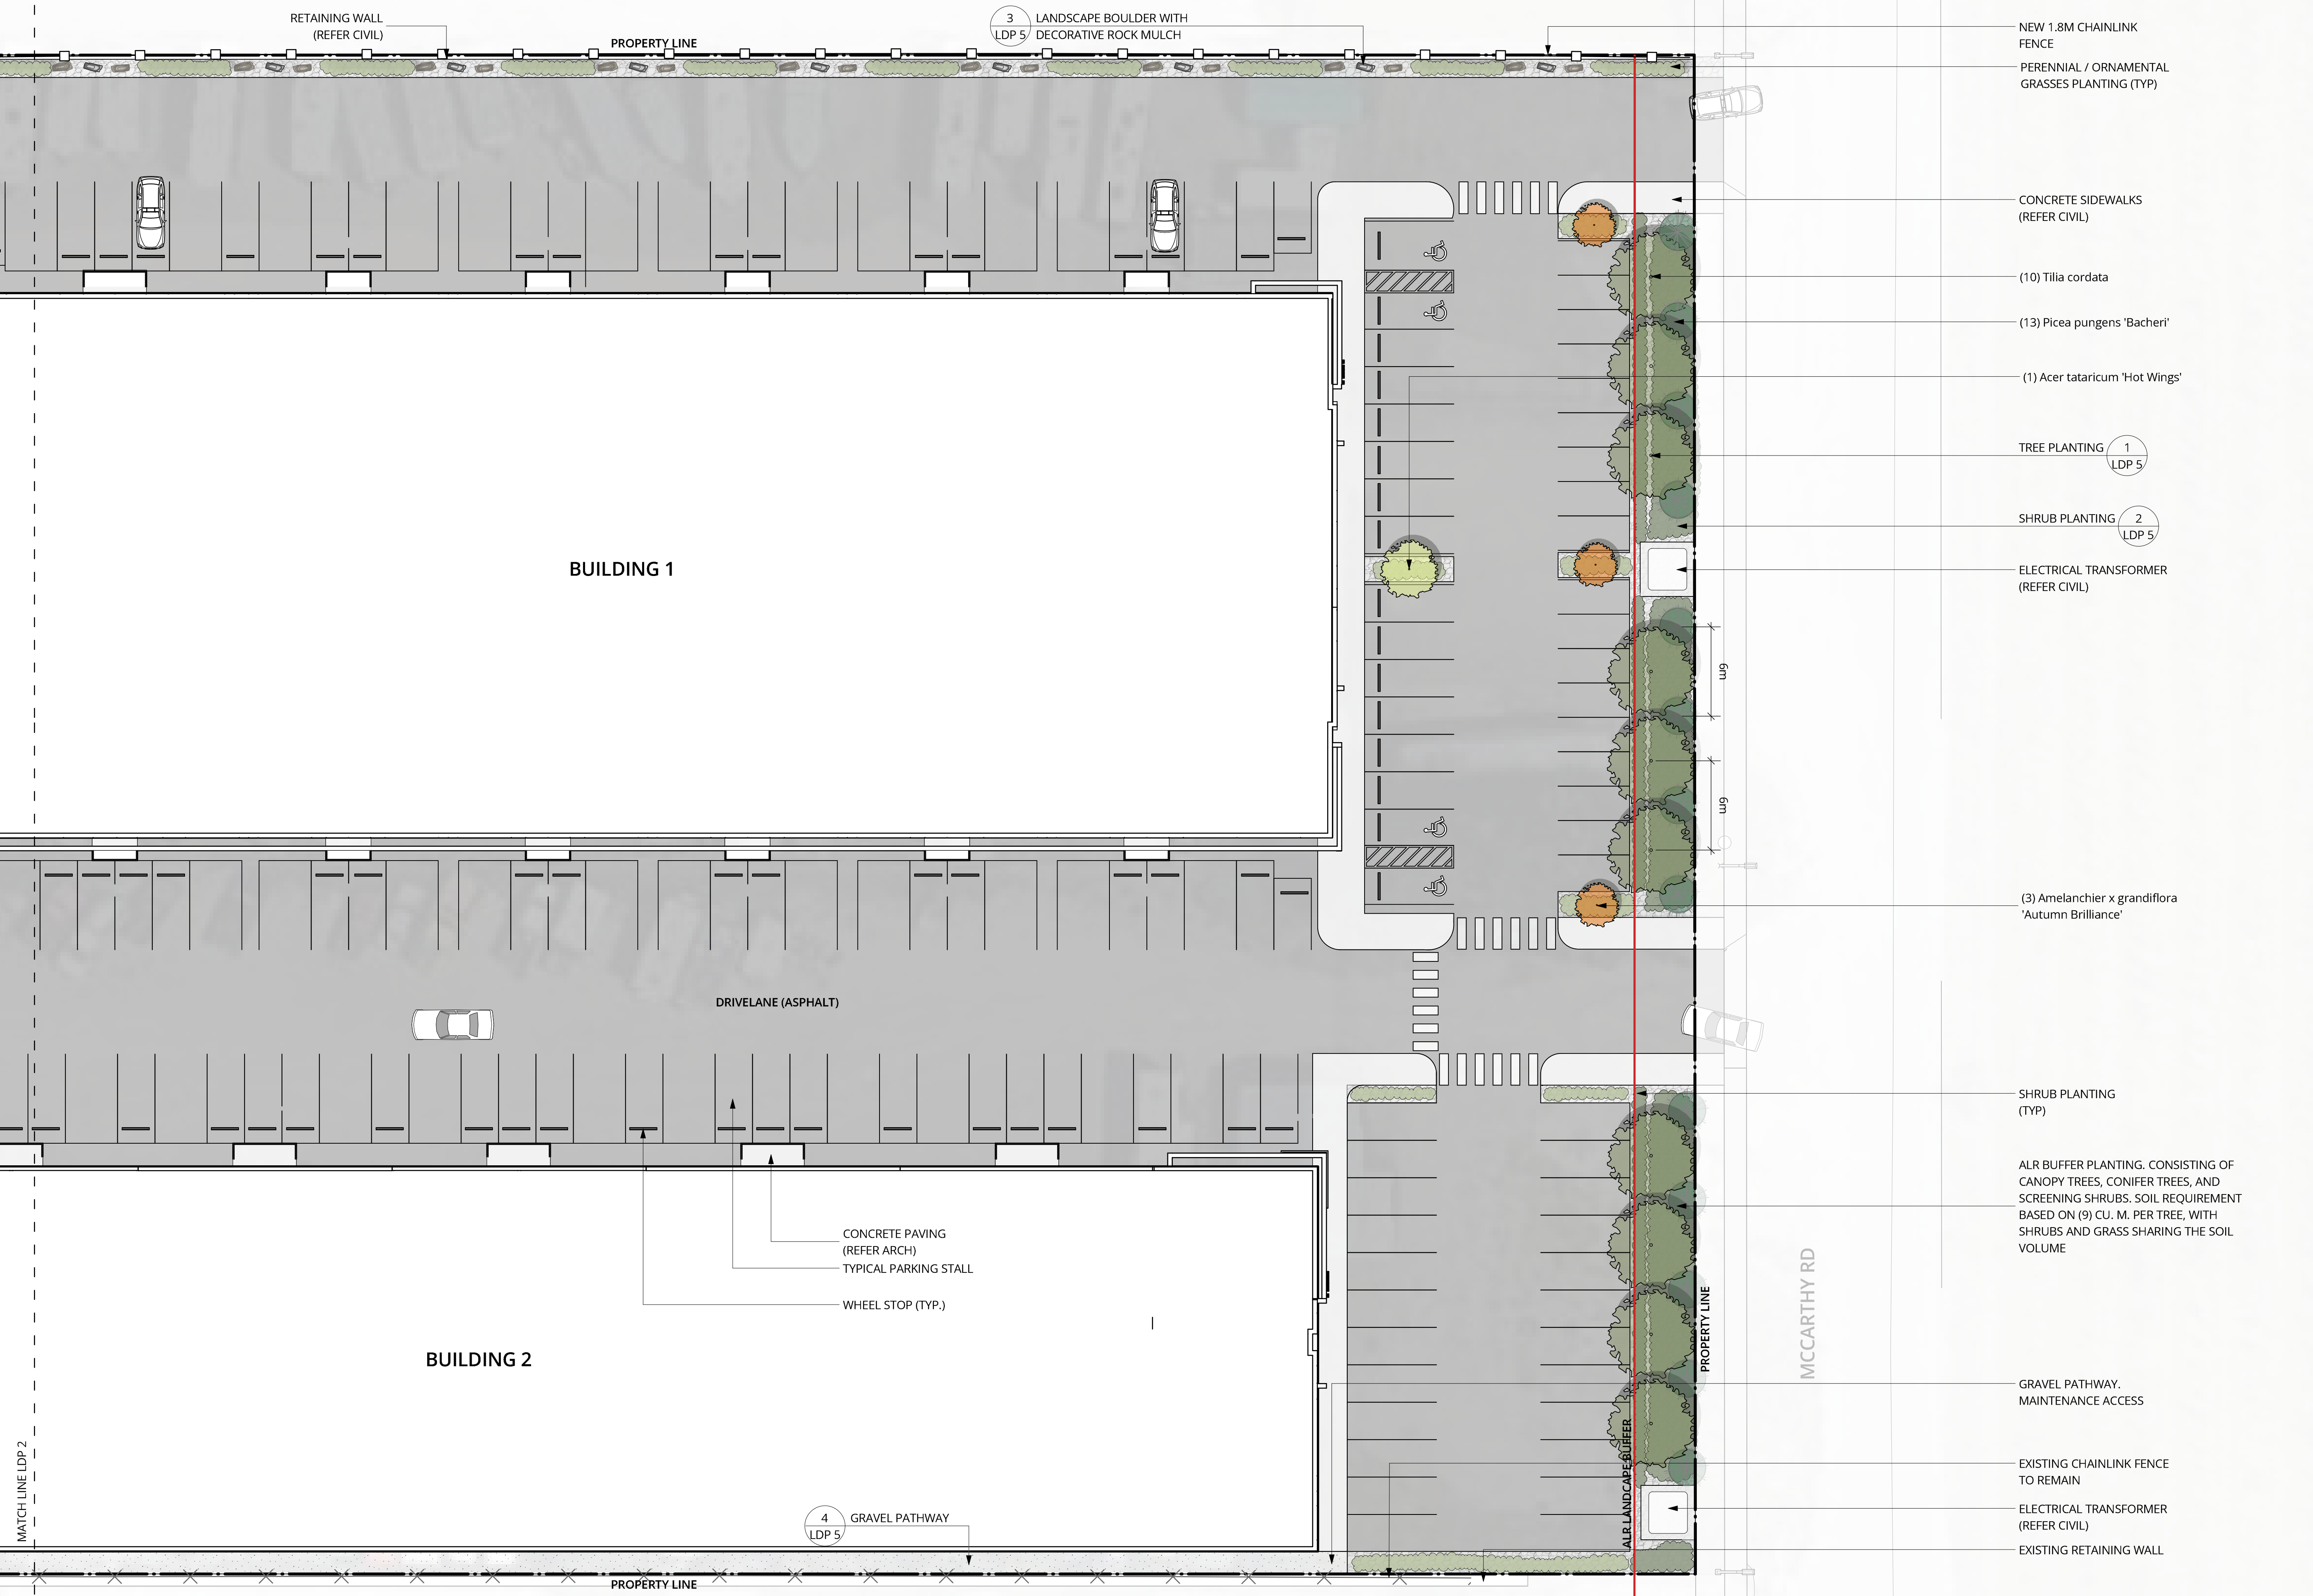 RETAINING WALL
(REFER CIVIL)
PROPERTY LINE
3
LDP 5
LANDSCAPE BOULDER WITH
DECORATIVE ROCK MULCH
NEW 1.8M CHAINLINK
FENCE
PERENNIAL / ORNAMENTAL
GRASSES PLANTING (TYP)
CONCRETE SIDEWALKS
(REFER CIVIL)
(10) Tilia cordata
(13) Picea pungens 'Bacheri'
(1) Acer tataricum 'Hot Wings'
TREE PLANTING
1
LDP 5
SHRUB PLANTING
2
LDP 5
BUILDING 1
ELECTRICAL TRANSFORMER
(REFER CIVIL)
6m
6m
(3) Amelanchier x grandiflora
'Autumn Brilliance'
DRIVELANE (ASPHALT)
SHRUB PLANTING
(TYP)
ALR BUFFER PLANTING. CONSISTING OF
CANOPY TREES, CONIFER TREES, AND
SCREENING SHRUBS. SOIL REQUIREMENT
BASED ON (9) CU. M. PER TREE, WITH
SHRUBS AND GRASS SHARING THE SOIL
VOLUME
CONCRETE PAVING
(REFER ARCH)
TYPICAL PARKING STALL
WHEEL STOP (TYP.)
BUILDING 2
PROPERTY LINE
MCCARTHY RD
GRAVEL PATHWAY.
MAINTENANCE ACCESS
ALR LANDSCAPE BUFFER
EXISTING CHAINLINK FENCE
TO REMAIN
MATCH LINE LDP 2
4
LDP 5
GRAVEL PATHWAY
ELECTRICAL TRANSFORMER
(REFER CIVIL)
EXISTING RETAINING WALL
PROPERTY LINE